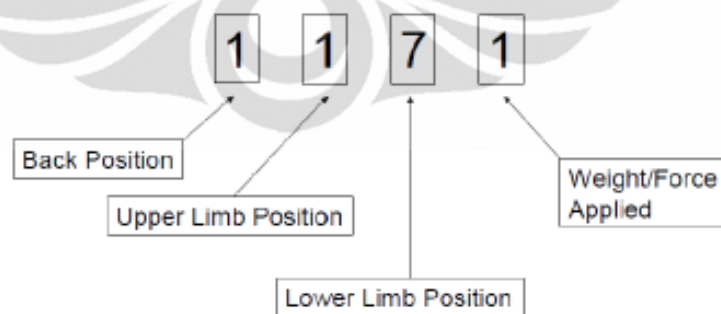 1 1 7 1
Back Position
Upper Limb Position
Weight/Force
Applied
Lower Limb Position